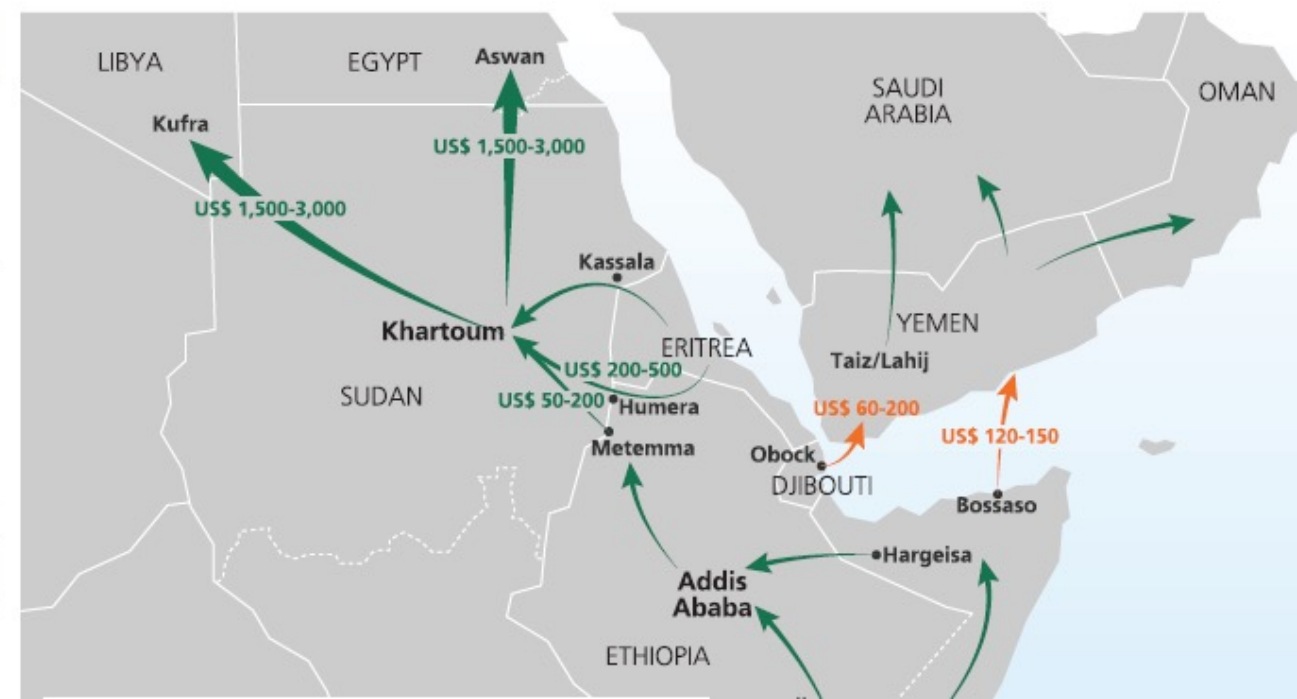 LIBYA
EGYPT
Aswan
SAUDI
ARABIA
OMAN
Kufra
US$ 1,500-3,000
US$ 1,500-3,000
Kassala
Khartoum
ERITREA
YEMEN
Taiz/Lahij
US$ 200-500
SUDAN
US$ 50-200
Humera
US$ 60-200
US$ 120-150
Metemma
Obock
DJIBOUTI
Bossaso
Hargeisa
Addis
Ababa
ETHIOPIA